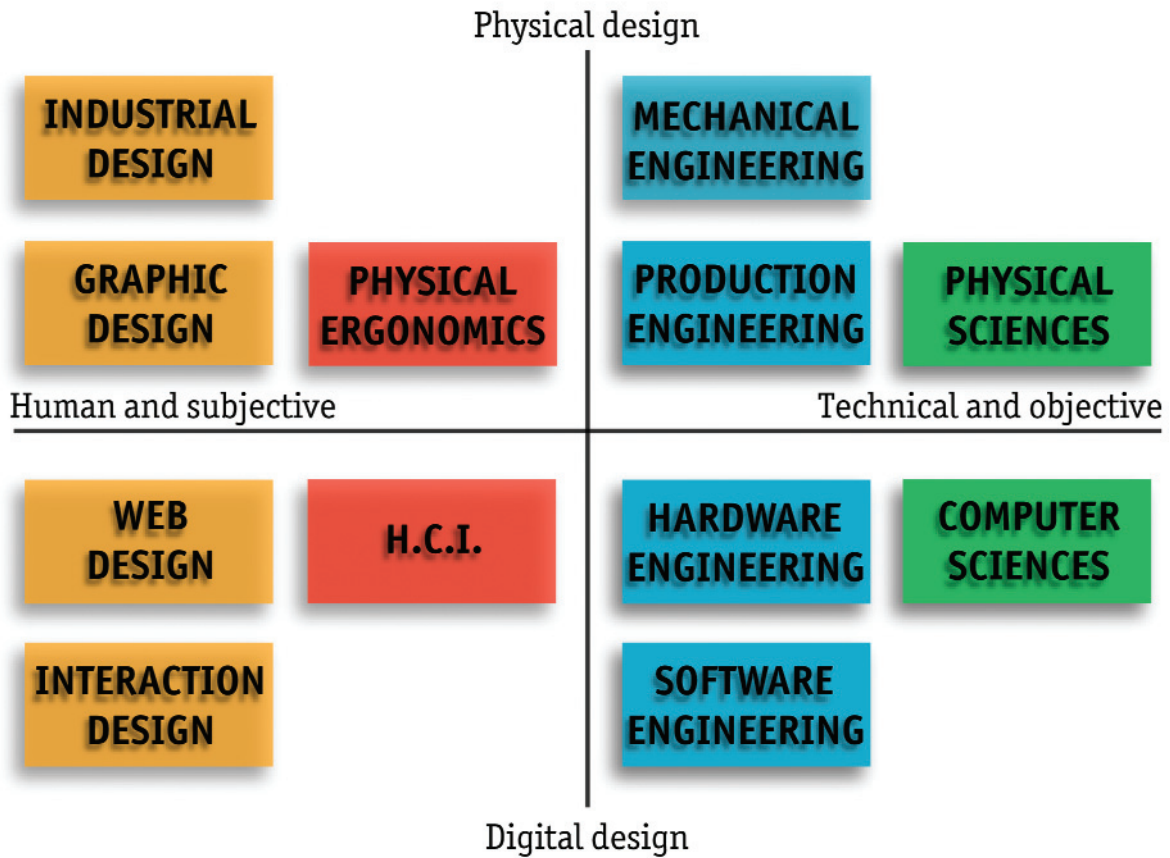 Physical design
INDUSTRIAL
DESIGN
MECHANICAL
ENGINEERING
GRAPHIC
DESIGN
PHYSICAL
ERGONOMICS
PRODUCTION
ENGINEERING
PHYSICAL
SCIENCES
Human and subjective
Technical and objective
WEB
DESIGN
H.C.I.
HARDWARE
ENGINEERING
COMPUTER
SCIENCES
INTERACTION
DESIGN
SOFTWARE
ENGINEERING
Digital design